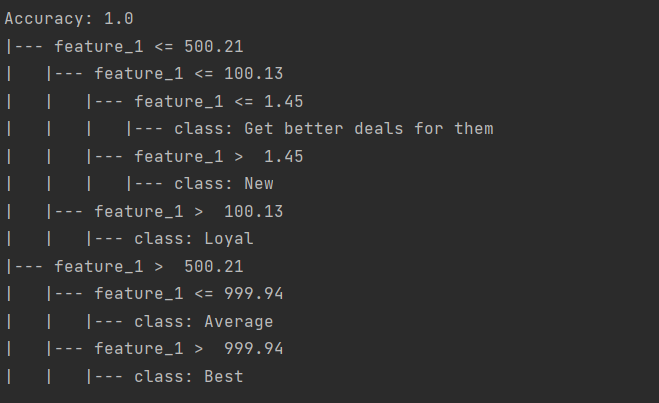 Accuracy: 1.0
|--- feature_1 <= 500.21
|   |--- feature_1 <= 100.13
|   |   |--- feature_1 <= 1.45
|   |   |   |--- class: Get better deals for them
|   |   |--- feature_1 >  1.45
|   |   |   |--- class: New
|   |--- feature_1 >  100.13
|   |   |--- class: Loyal
|--- feature_1 >  500.21
|   |--- feature_1 <= 999.94
|   |   |--- class: Average
|   |--- feature_1 >  999.94
|   |   |--- class: Best